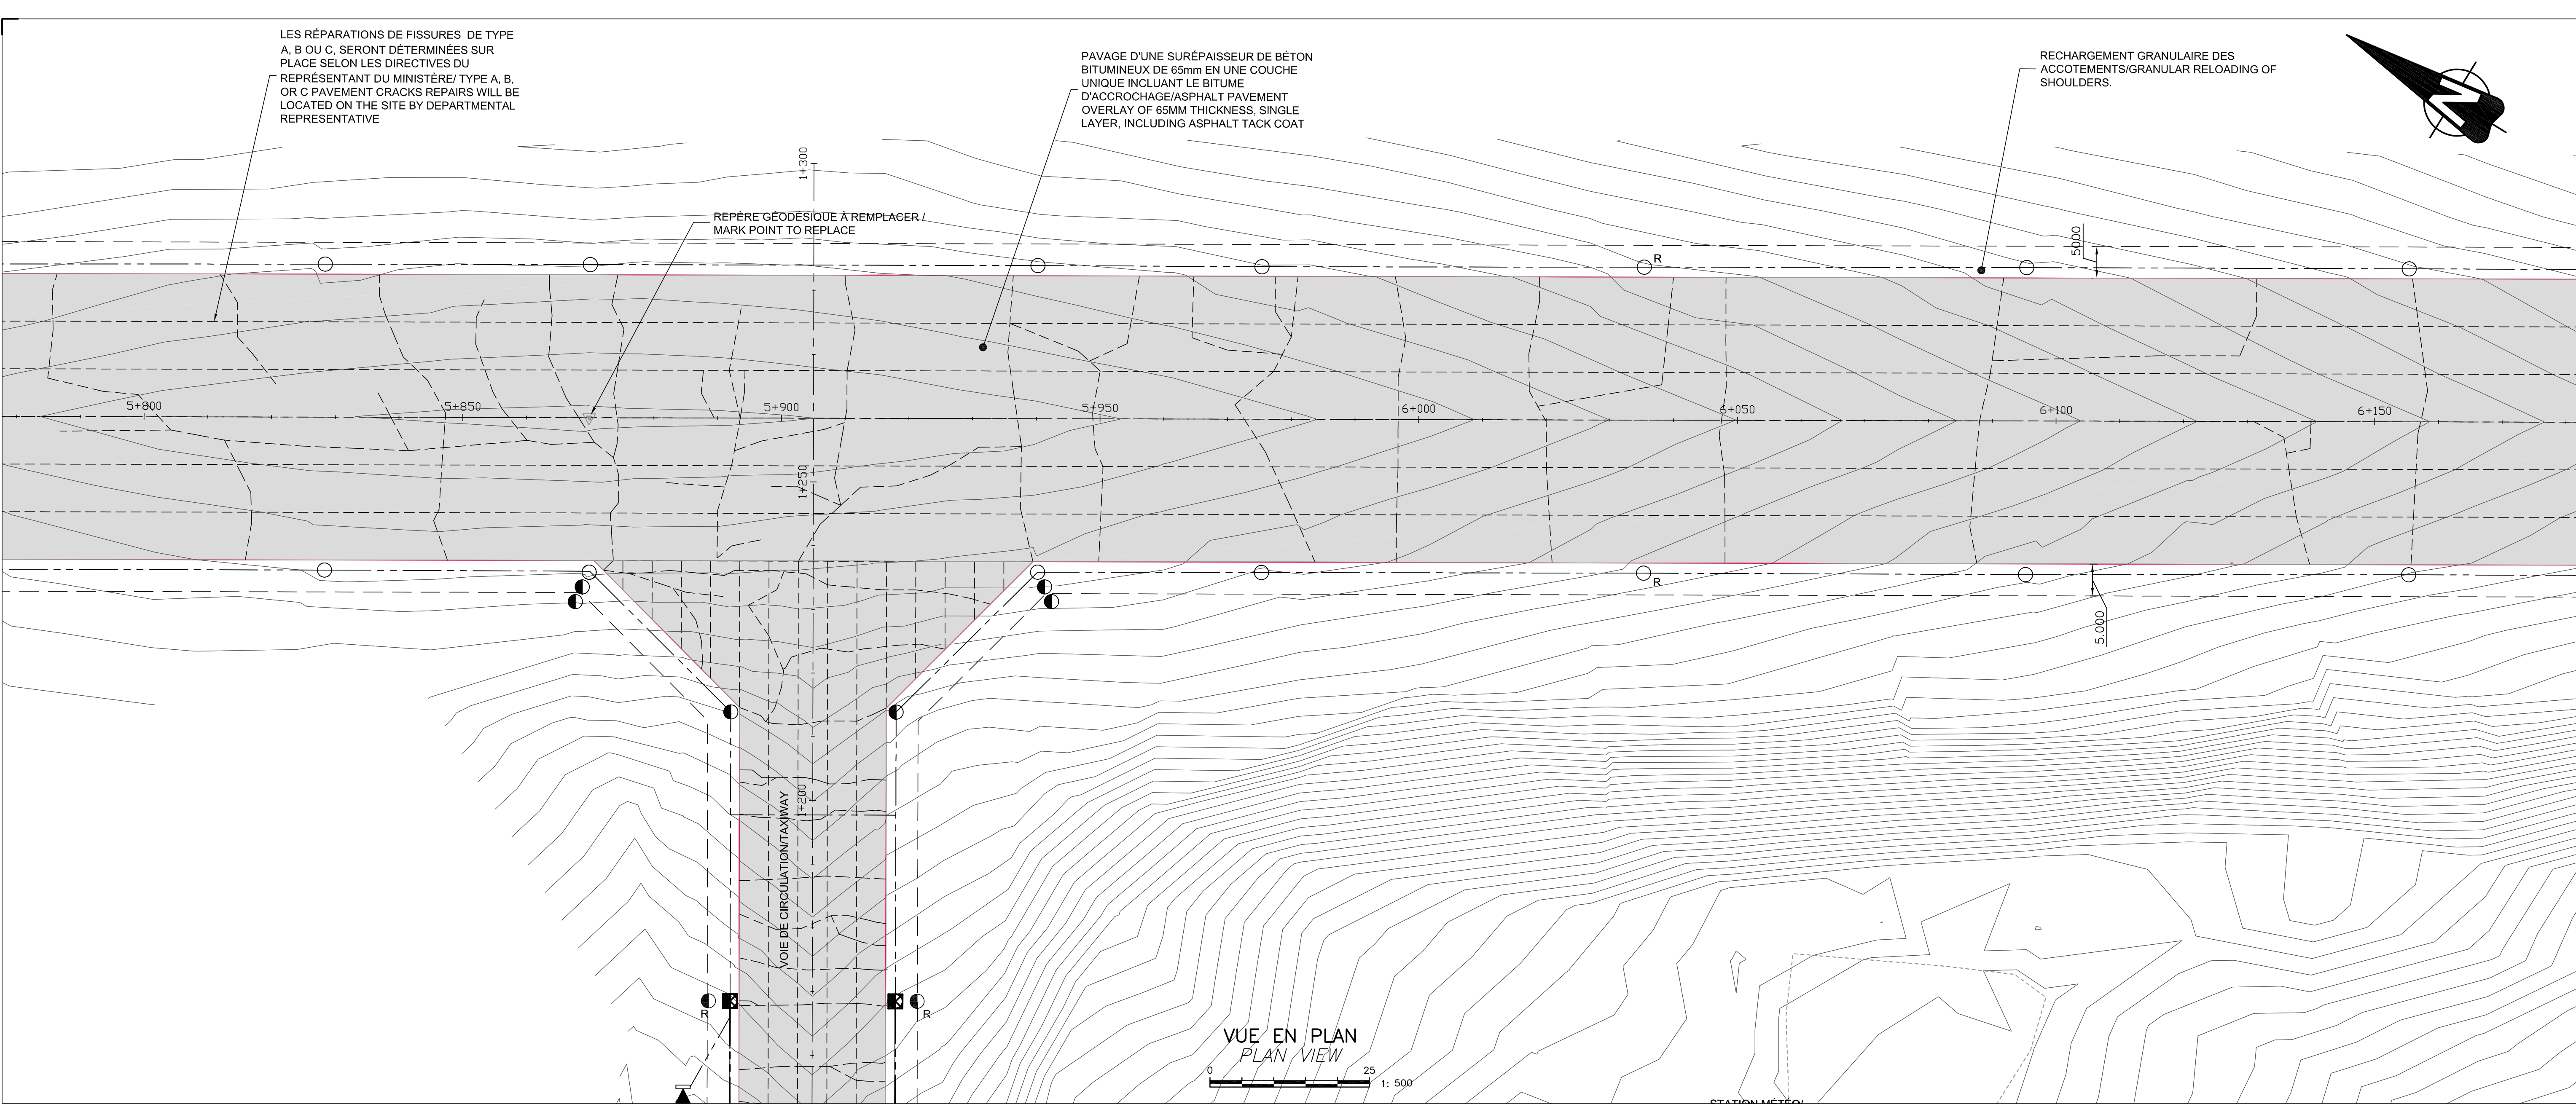 LES RÉPARATIONS DE FISSURES DE TYPE
A, B OU C, SERONT DÉTERMINÉES SUR
PLACE SELON LES DIRECTIVES DU
REPRÉSENTANT DU MINISTÈRE/ TYPE A, B,
OR C PAVEMENT CRACKS REPAIRS WILL BE
LOCATED ON THE SITE BY DEPARTMENTAL
REPRESENTATIVE
PAVAGE D'UNE SURÉPAISSEUR DE BÉTON
BITUMINEUX DE 65mm EN UNE COUCHE
UNIQUE INCLUANT LE BITUME
D'ACCROCHAGE/ASPHALT PAVEMENT
OVERLAY OF 65MM THICKNESS, SINGLE
LAYER, INCLUDING ASPHALT TACK COAT
RECHARGEMENT GRANULAIRE DES
ACCOTEMENTS/GRANULAR RELOADING OF
SHOULDERS.
N
1+300
REPÈRE GÉODÉSIQUE À REMPLACER /
MARK POINT TO REPLACE
R
5000
5+800
5+850
5+900
5+950
6+000
6+050
6+100
6+150
1+250
R
5.000
1+200
VOIE DE CIRCULATION/TAXIWAY
R
R
VUE EN PLAN
PLAN VIEW
0
25
1: 500
STATION MÉTÉO/